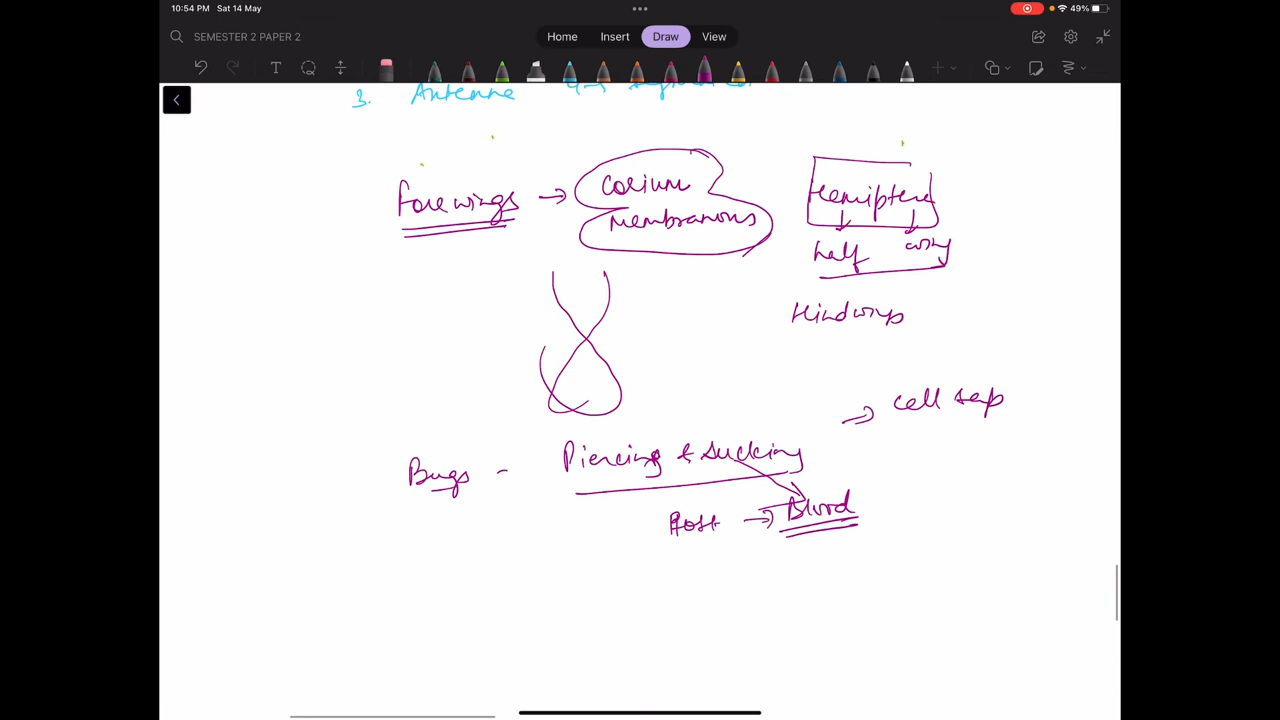 10:54 PM Sat 14 May
49%
SEMESTER 2 PAPER 2
Home Insert Draw View
3. Antenne
Forewings → Corium
membranous
Hemiptera
half wing
Hindwings
→ cell sap
Bugs - Piercing & sucking
Host → Blood